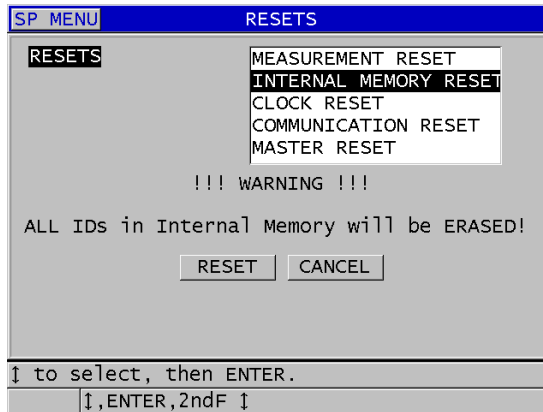 SP MENU RESETS
RESETS
MEASUREMENT RESET
INTERNAL MEMORY RESET
CLOCK RESET
COMMUNICATION RESET
MASTER RESET
!!! WARNING !!!
ALL IDs in Internal Memory will be ERASED!
RESET CANCEL
↕ to select, then ENTER.
↕,ENTER,2ndF ↕